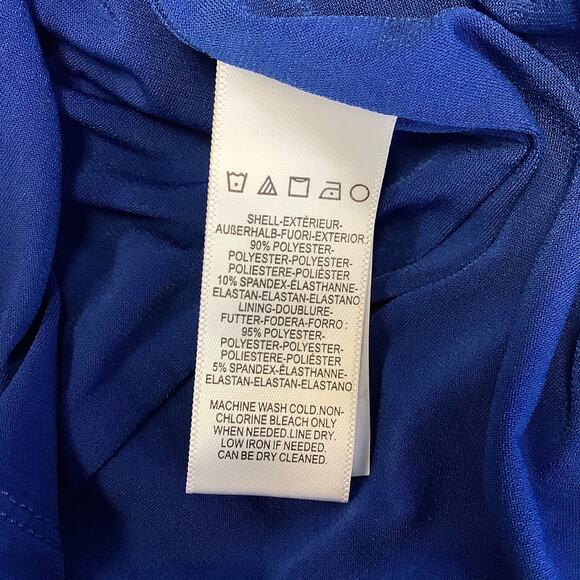 SHELL-EXTÉRIEUR-
AUßERHALB-FUORI-EXTERIOR:
90% POLYESTER-
POLYESTER-POLYESTER-
POLIESTERE-POLIÉSTER
10% SPANDEX-ÉLASTHANNE-
ELASTAN-ELASTAN-ELASTANO
LINING-DOUBLURE-
FUTTER-FODERA-FORRO :
95% POLYESTER-
POLYESTER-POLYESTER-
POLIESTERE-POLIÉSTER
5% SPANDEX-ÉLASTHANNE-
ELASTAN-ELASTAN-ELASTANO
MACHINE WASH COLD.NON-
CHLORINE BLEACH ONLY
WHEN NEEDED.LINE DRY.
LOW IRON IF NEEDED.
CAN BE DRY CLEANED.